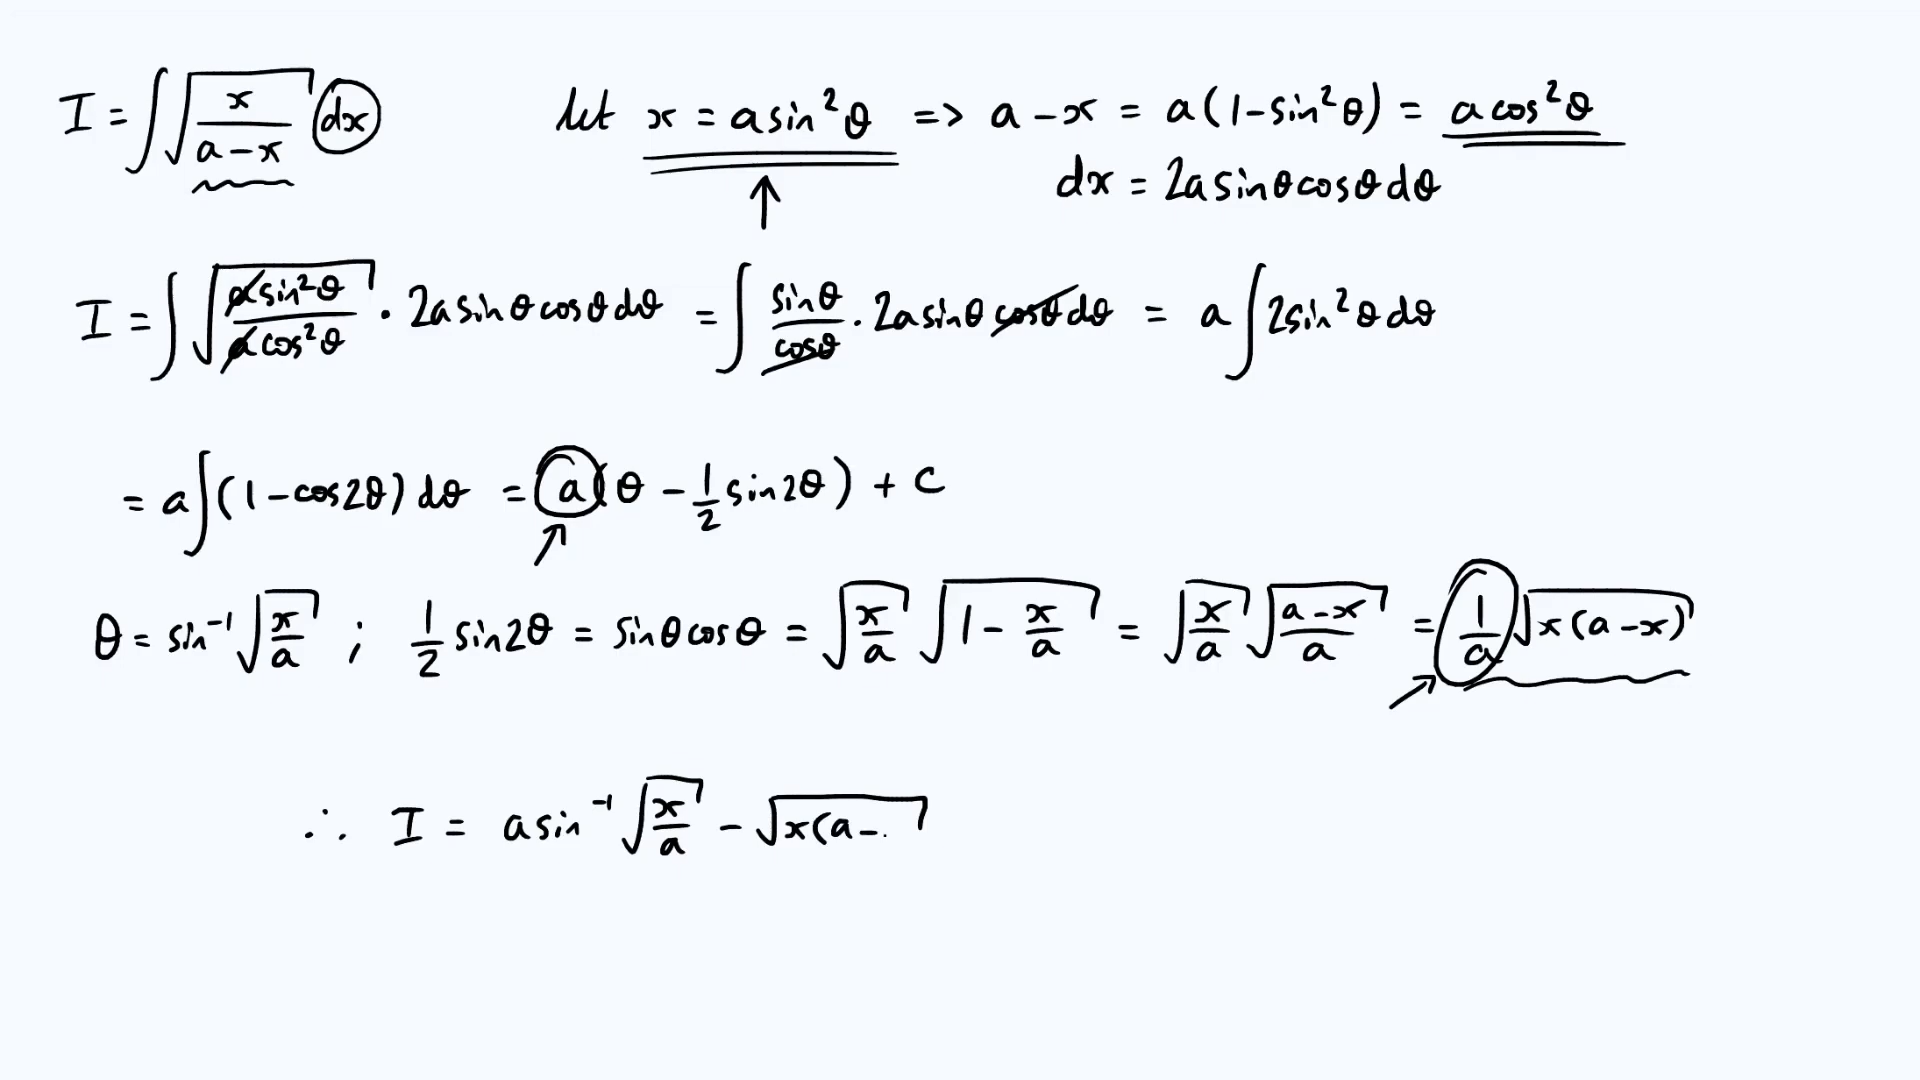 I = ∫ √(x/(a−x)) dx   let x = a sin²θ => a−x = a(1−sin²θ) = a cos²θ
dx = 2a sinθ cosθ dθ
I = ∫ √(a sin²θ/a cos²θ) · 2a sinθ cosθ dθ = ∫ sinθ/cosθ · 2a sinθ cosθ dθ = a ∫ 2sin²θ dθ
= a ∫ (1−cos2θ) dθ = a(θ − 1/2 sin2θ) + c
θ = sin⁻¹ √(x/a) ; 1/2 sin2θ = sinθ cosθ = √(x/a) √(1 − x/a) = √(x/a) √((a−x)/a) = 1/a √(x(a−x))
∴ I = a sin⁻¹ √(x/a) − √(x(a−.